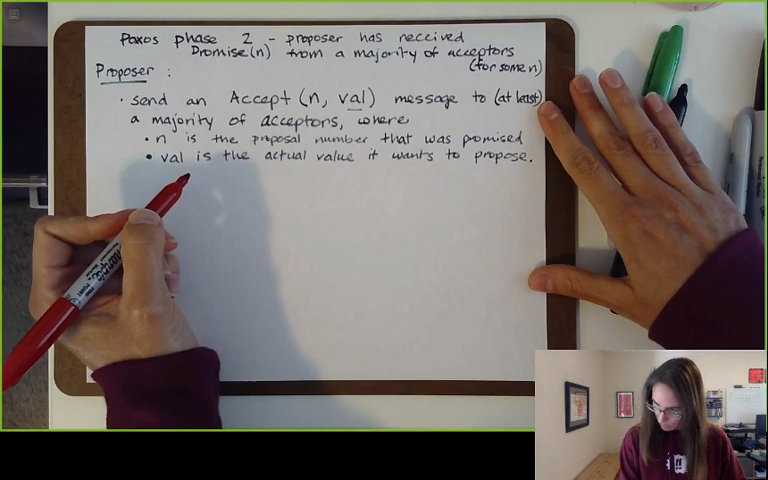 Paxos phase 2 - proposer has received
Promise(n) from a majority of acceptors
(for some n)
Proposer :
• send an Accept (n, val) message to (at least)
a majority of acceptors, where
• n is the proposal number that was promised
• val is the actual value it wants to propose.